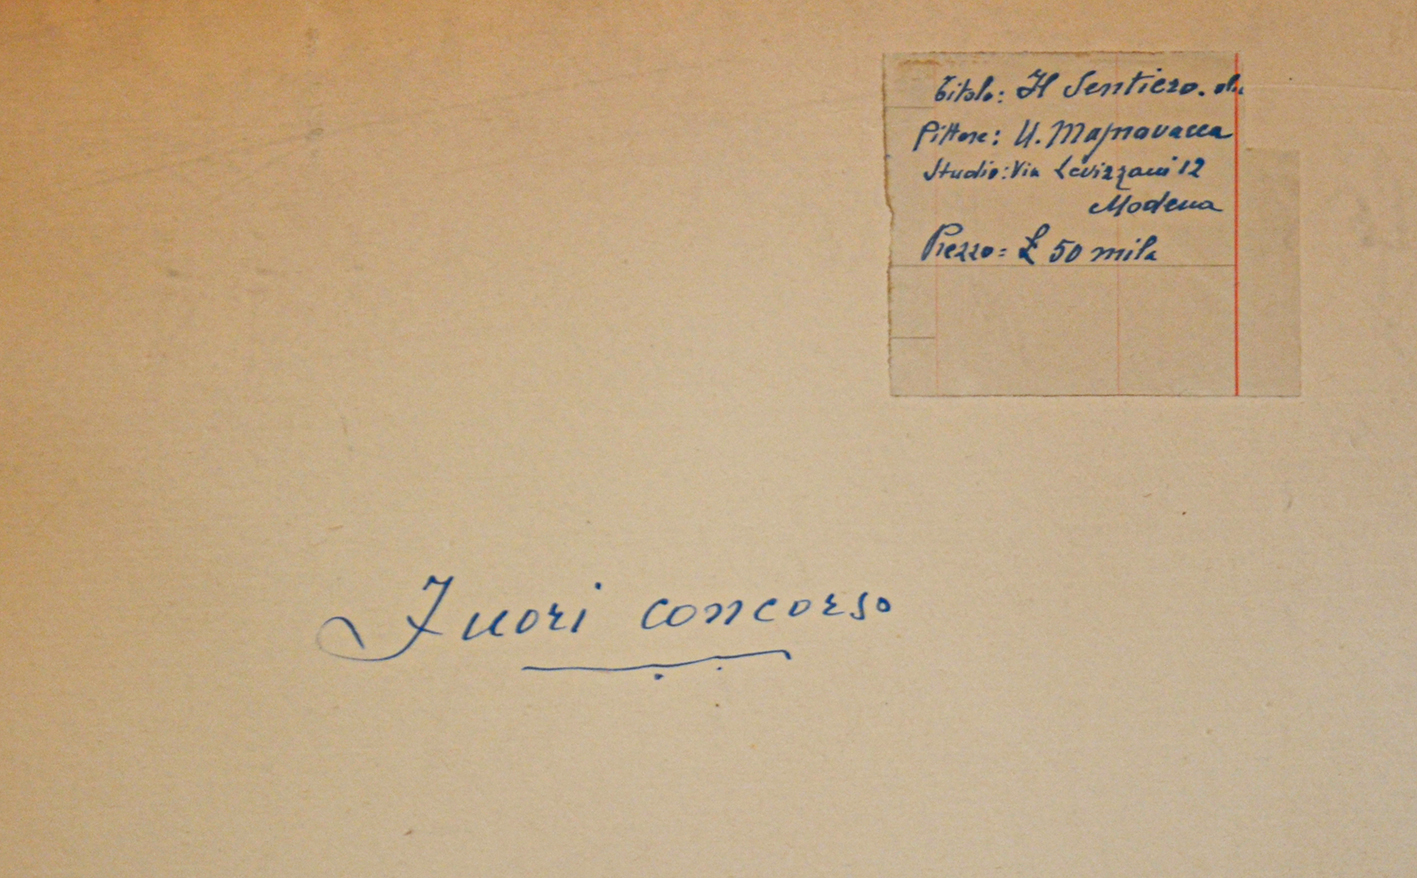 Titolo: Il Sentiero.
Pittore: U. Magnavacca
Studio: Via Levizzani 12
Modena
Prezzo = £ 50 mila
Fuori concorso